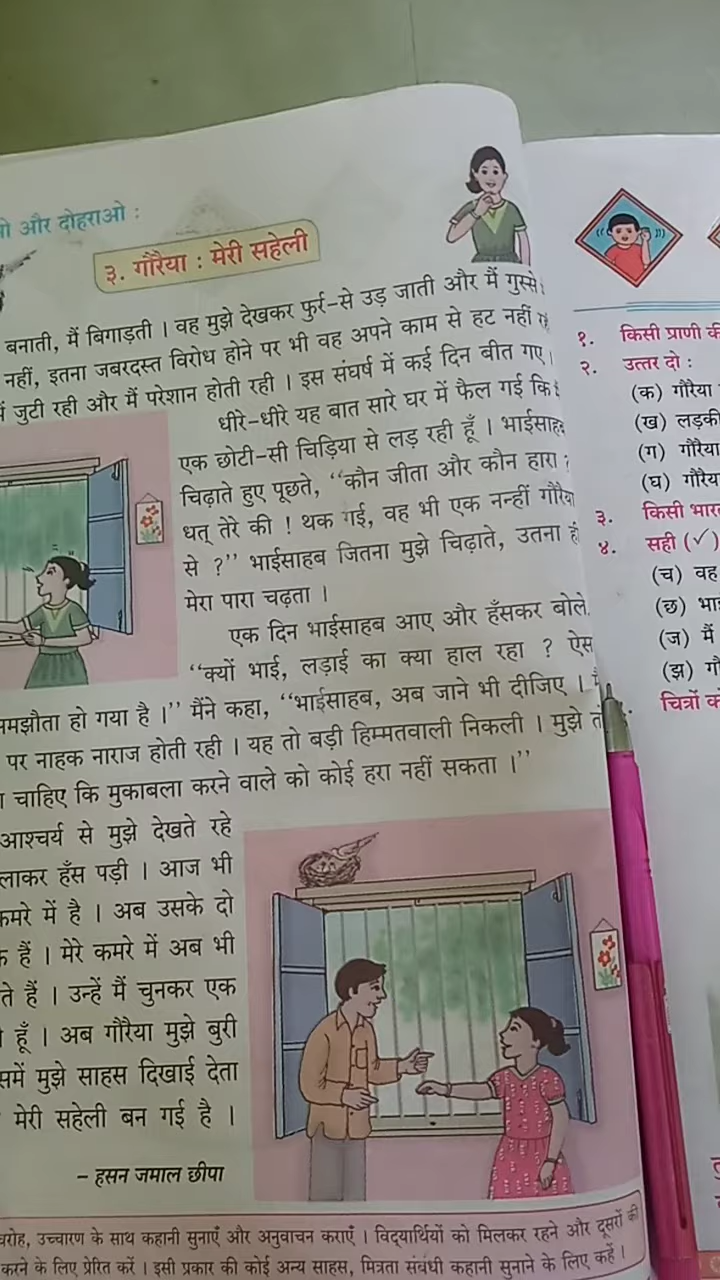 और दोहराओ :
३. गौरैया : मेरी सहेली
बनाती, मैं बिगाड़ती । वह मुझे देखकर फुर्र-से उड़ जाती और मैं गुस्से
नहीं, इतना जबरदस्त विरोध होने पर भी वह अपने काम से हट नहीं
जुटी रही और मैं परेशान होती रही । इस संघर्ष में कई दिन बीत गए ।
धीरे-धीरे यह बात सारे घर में फैल गई कि
एक छोटी-सी चिड़िया से लड़ रही हूँ । भाईसाहब
चिढ़ाते हुए पूछते, ‘‘कौन जीता और कौन हारा ?
धत् तेरे की ! थक गई, वह भी एक नन्हीं गौरैया
से ?’’ भाईसाहब जितना मुझे चिढ़ाते, उतना ही
मेरा पारा चढ़ता ।
एक दिन भाईसाहब आए और हँसकर बोले
‘‘क्यों भाई, लड़ाई का क्या हाल रहा ?
समझौता हो गया है ।’’ मैंने कहा, ‘‘भाईसाहब, अब जाने भी दीजिए ।
पर नाहक नाराज होती रही । यह तो बड़ी हिम्मतवाली निकली । मुझे
चाहिए कि मुकाबला करने वाले को कोई हरा नहीं सकता ।’’
आश्चर्य से मुझे देखते रहे
हँस पड़ी । आज भी
कमरे में है । अब उसके दो
हैं । मेरे कमरे में अब भी
हैं । उन्हें मैं चुनकर एक
हूँ । अब गौरैया मुझे बुरी
मुझे साहस दिखाई देता
मेरी सहेली बन गई है ।
– हसन जमाल छीपा
उच्चारण के साथ कहानी सुनाएँ और अनुवाचन कराएँ । विद्यार्थियों को मिलकर रहने और दूसरों की
करने के लिए प्रेरित करें । इसी प्रकार की कोई अन्य साहस, मित्रता संबंधी कहानी सुनाने के लिए कहें ।
१. किसी प्राणी की
२. उत्तर दो :
(क) गौरैया
(ख) लड़की
(ग) गौरैया
(घ) गौरैया
३. किसी
४. सही (✓)
(च) वह
(छ)
(ज) मैं
(झ)
चित्रों